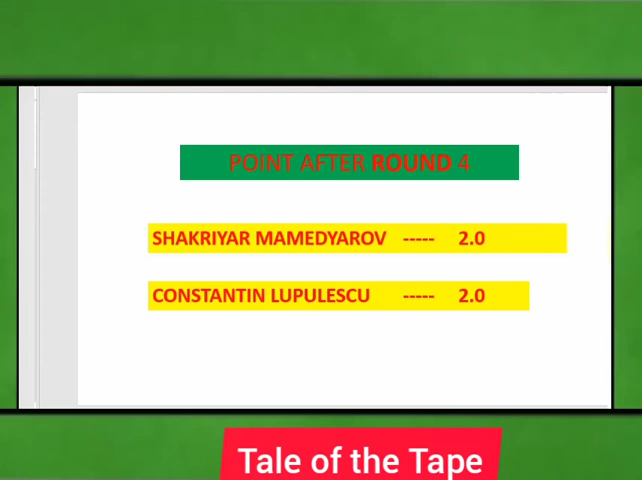 POINT AFTER ROUND 4
SHAKRIYAR MAMEDYAROV ----- 2.0
CONSTANTIN LUPULESCU ----- 2.0
Tale of the Tape